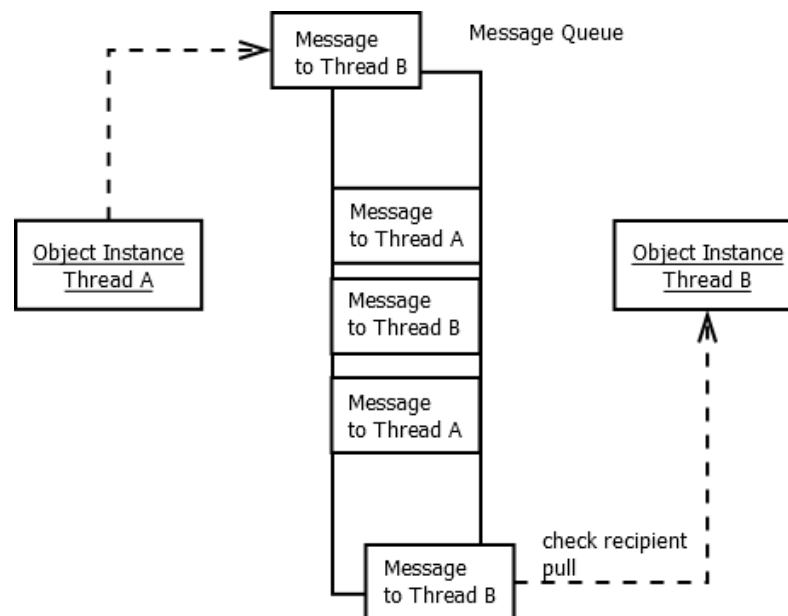 Message
to Thread B
Message Queue
Message
to Thread A
Object Instance
Thread A
Message
to Thread B
Object Instance
Thread B
Message
to Thread A
check recipient
pull
Message
to Thread B